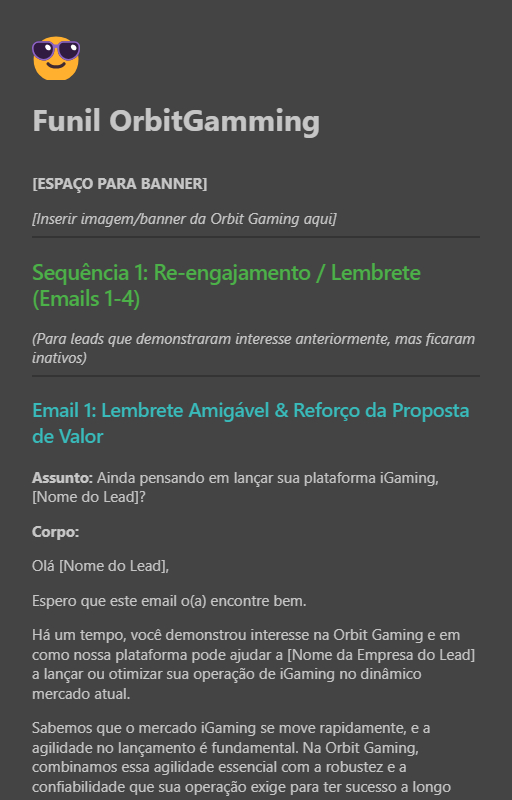 Funil OrbitGamming
[ESPAÇO PARA BANNER]
[Inserir imagem/banner da Orbit Gaming aqui]
Sequência 1: Re-engajamento / Lembrete
(Emails 1-4)
(Para leads que demonstraram interesse anteriormente, mas ficaram
inativos)
Email 1: Lembrete Amigável & Reforço da Proposta
de Valor
Assunto: Ainda pensando em lançar sua plataforma iGaming,
[Nome do Lead]?
Corpo:
Olá [Nome do Lead],
Espero que este email o(a) encontre bem.
Há um tempo, você demonstrou interesse na Orbit Gaming e em
como nossa plataforma pode ajudar a [Nome da Empresa do Lead]
a lançar ou otimizar sua operação de iGaming no dinâmico
mercado atual.
Sabemos que o mercado iGaming se move rapidamente, e a
agilidade no lançamento é fundamental. Na Orbit Gaming,
combinamos essa agilidade essencial com a robustez e a
confiabilidade que sua operação exige para ter sucesso a longo